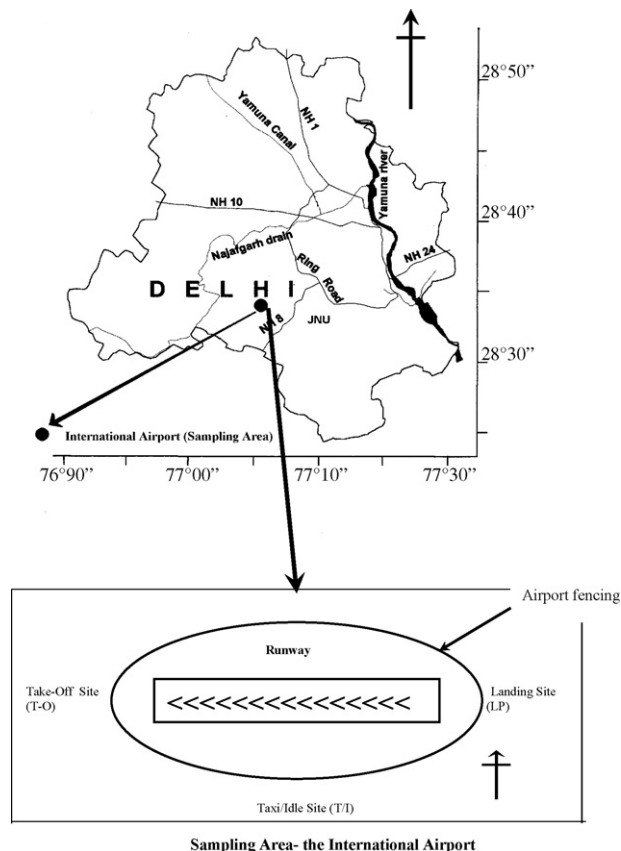 28°50”
NH 1
Yamuna Canal
Yamuna river
NH 10
28°40”
Najafgarh drain
NH 24
Ring Road
D E L H I
NH 8
JNU
28°30”
International Airport (Sampling Area)
76°90”
77°00”
77°10”
77°30”
Airport fencing
Runway
Take-Off Site
(T-O)
<<<<<<<<<<<<<<<<
Landing Site
(LP)
Taxi/Idle Site (T/I)
Sampling Area- the International Airport